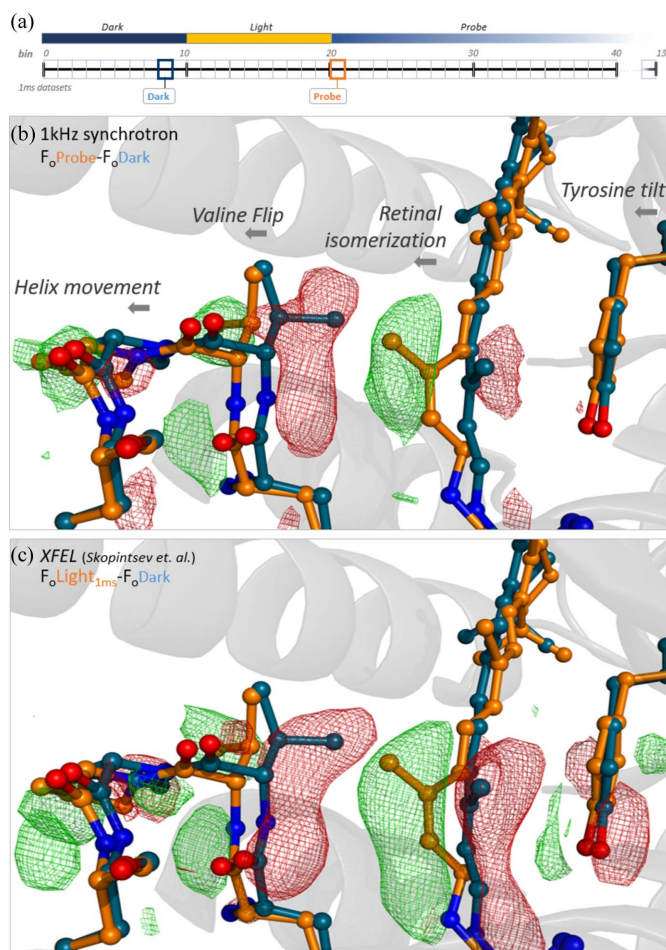 (a)
Dark Light Probe
bin 0 10 20 30 40 13
1ms datasets
Dark Probe
(b) 1kHz synchrotron
FoProbe-FoDark
Valine Flip
Retinal
isomerization
Tyrosine tilt
Helix movement
(c) XFEL (Skopintsev et. al.)
FoLight1ms-FoDark